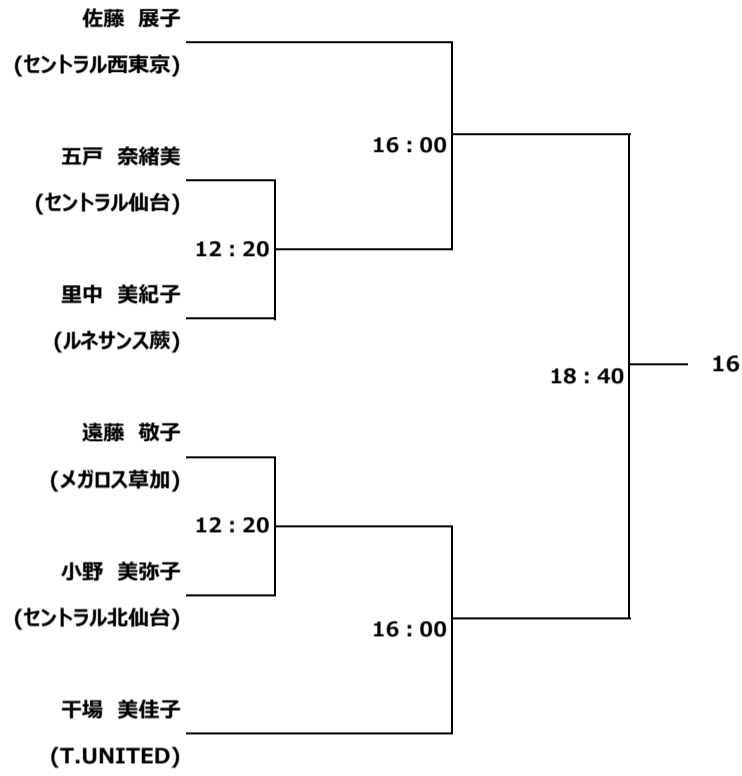 佐藤 展子
(セントラル西東京)
16：00
五戸 奈緒美
(セントラル仙台)
12：20
里中 美紀子
(ルネサンス蕨)
18：40
16
遠藤 敬子
(メガロス草加)
12：20
小野 美弥子
(セントラル北仙台)
16：00
干場 美佳子
(T.UNITED)